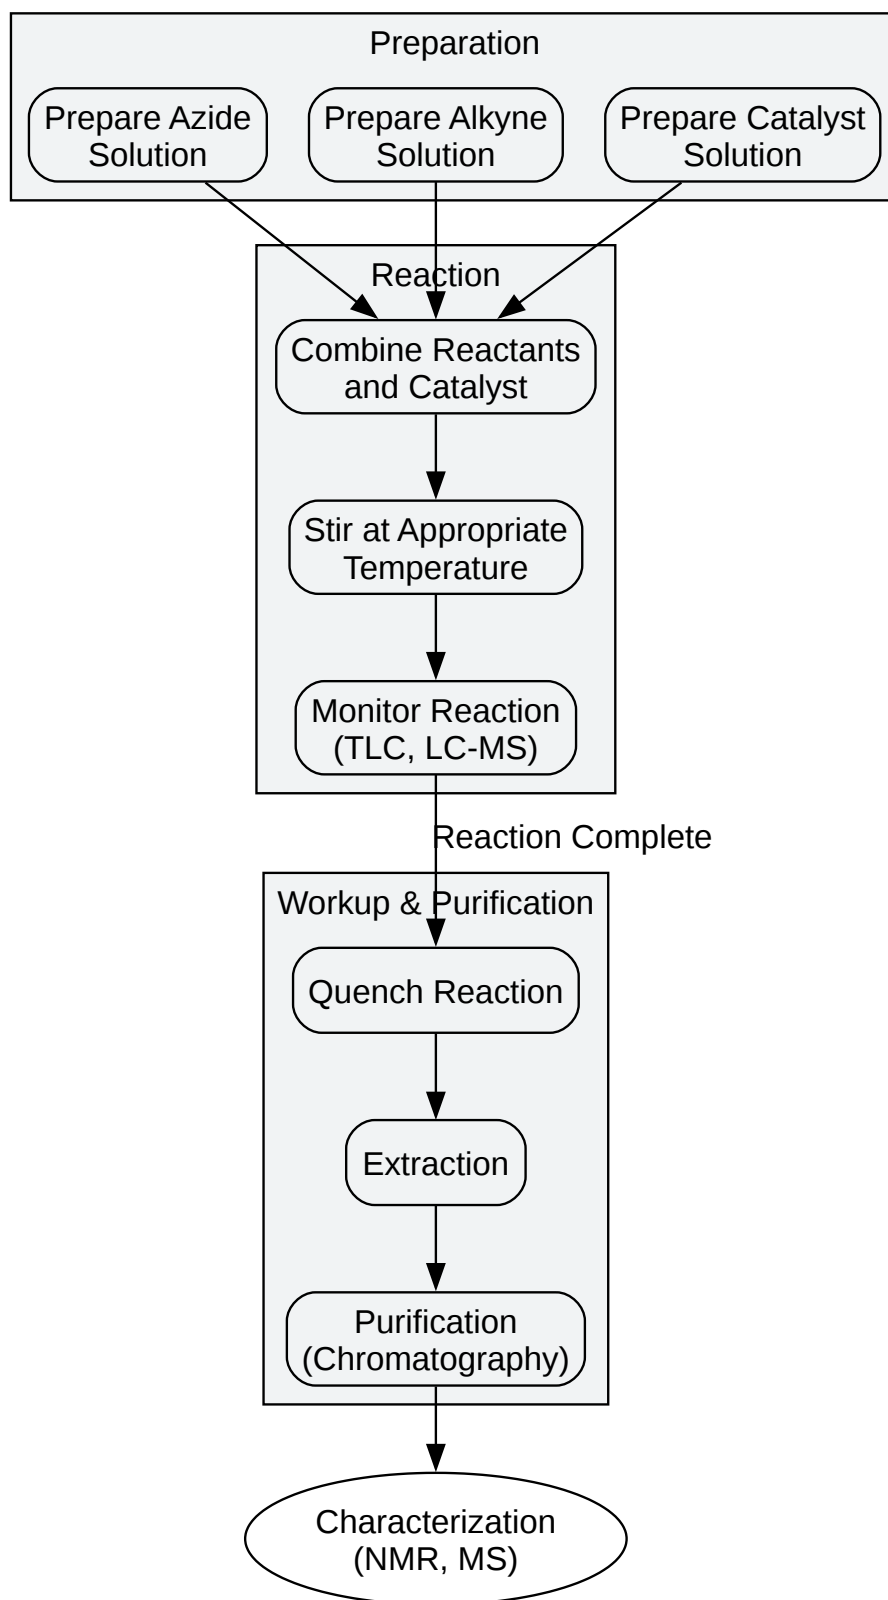 Preparation
Prepare Azide
Solution
Prepare Alkyne
Solution
Prepare Catalyst
Solution
Reaction
Combine Reactants
and Catalyst
Stir at Appropriate
Temperature
Monitor Reaction
(TLC, LC-MS)
Reaction Complete
Workup & Purification
Quench Reaction
Extraction
Purification
(Chromatography)
Characterization
(NMR, MS)